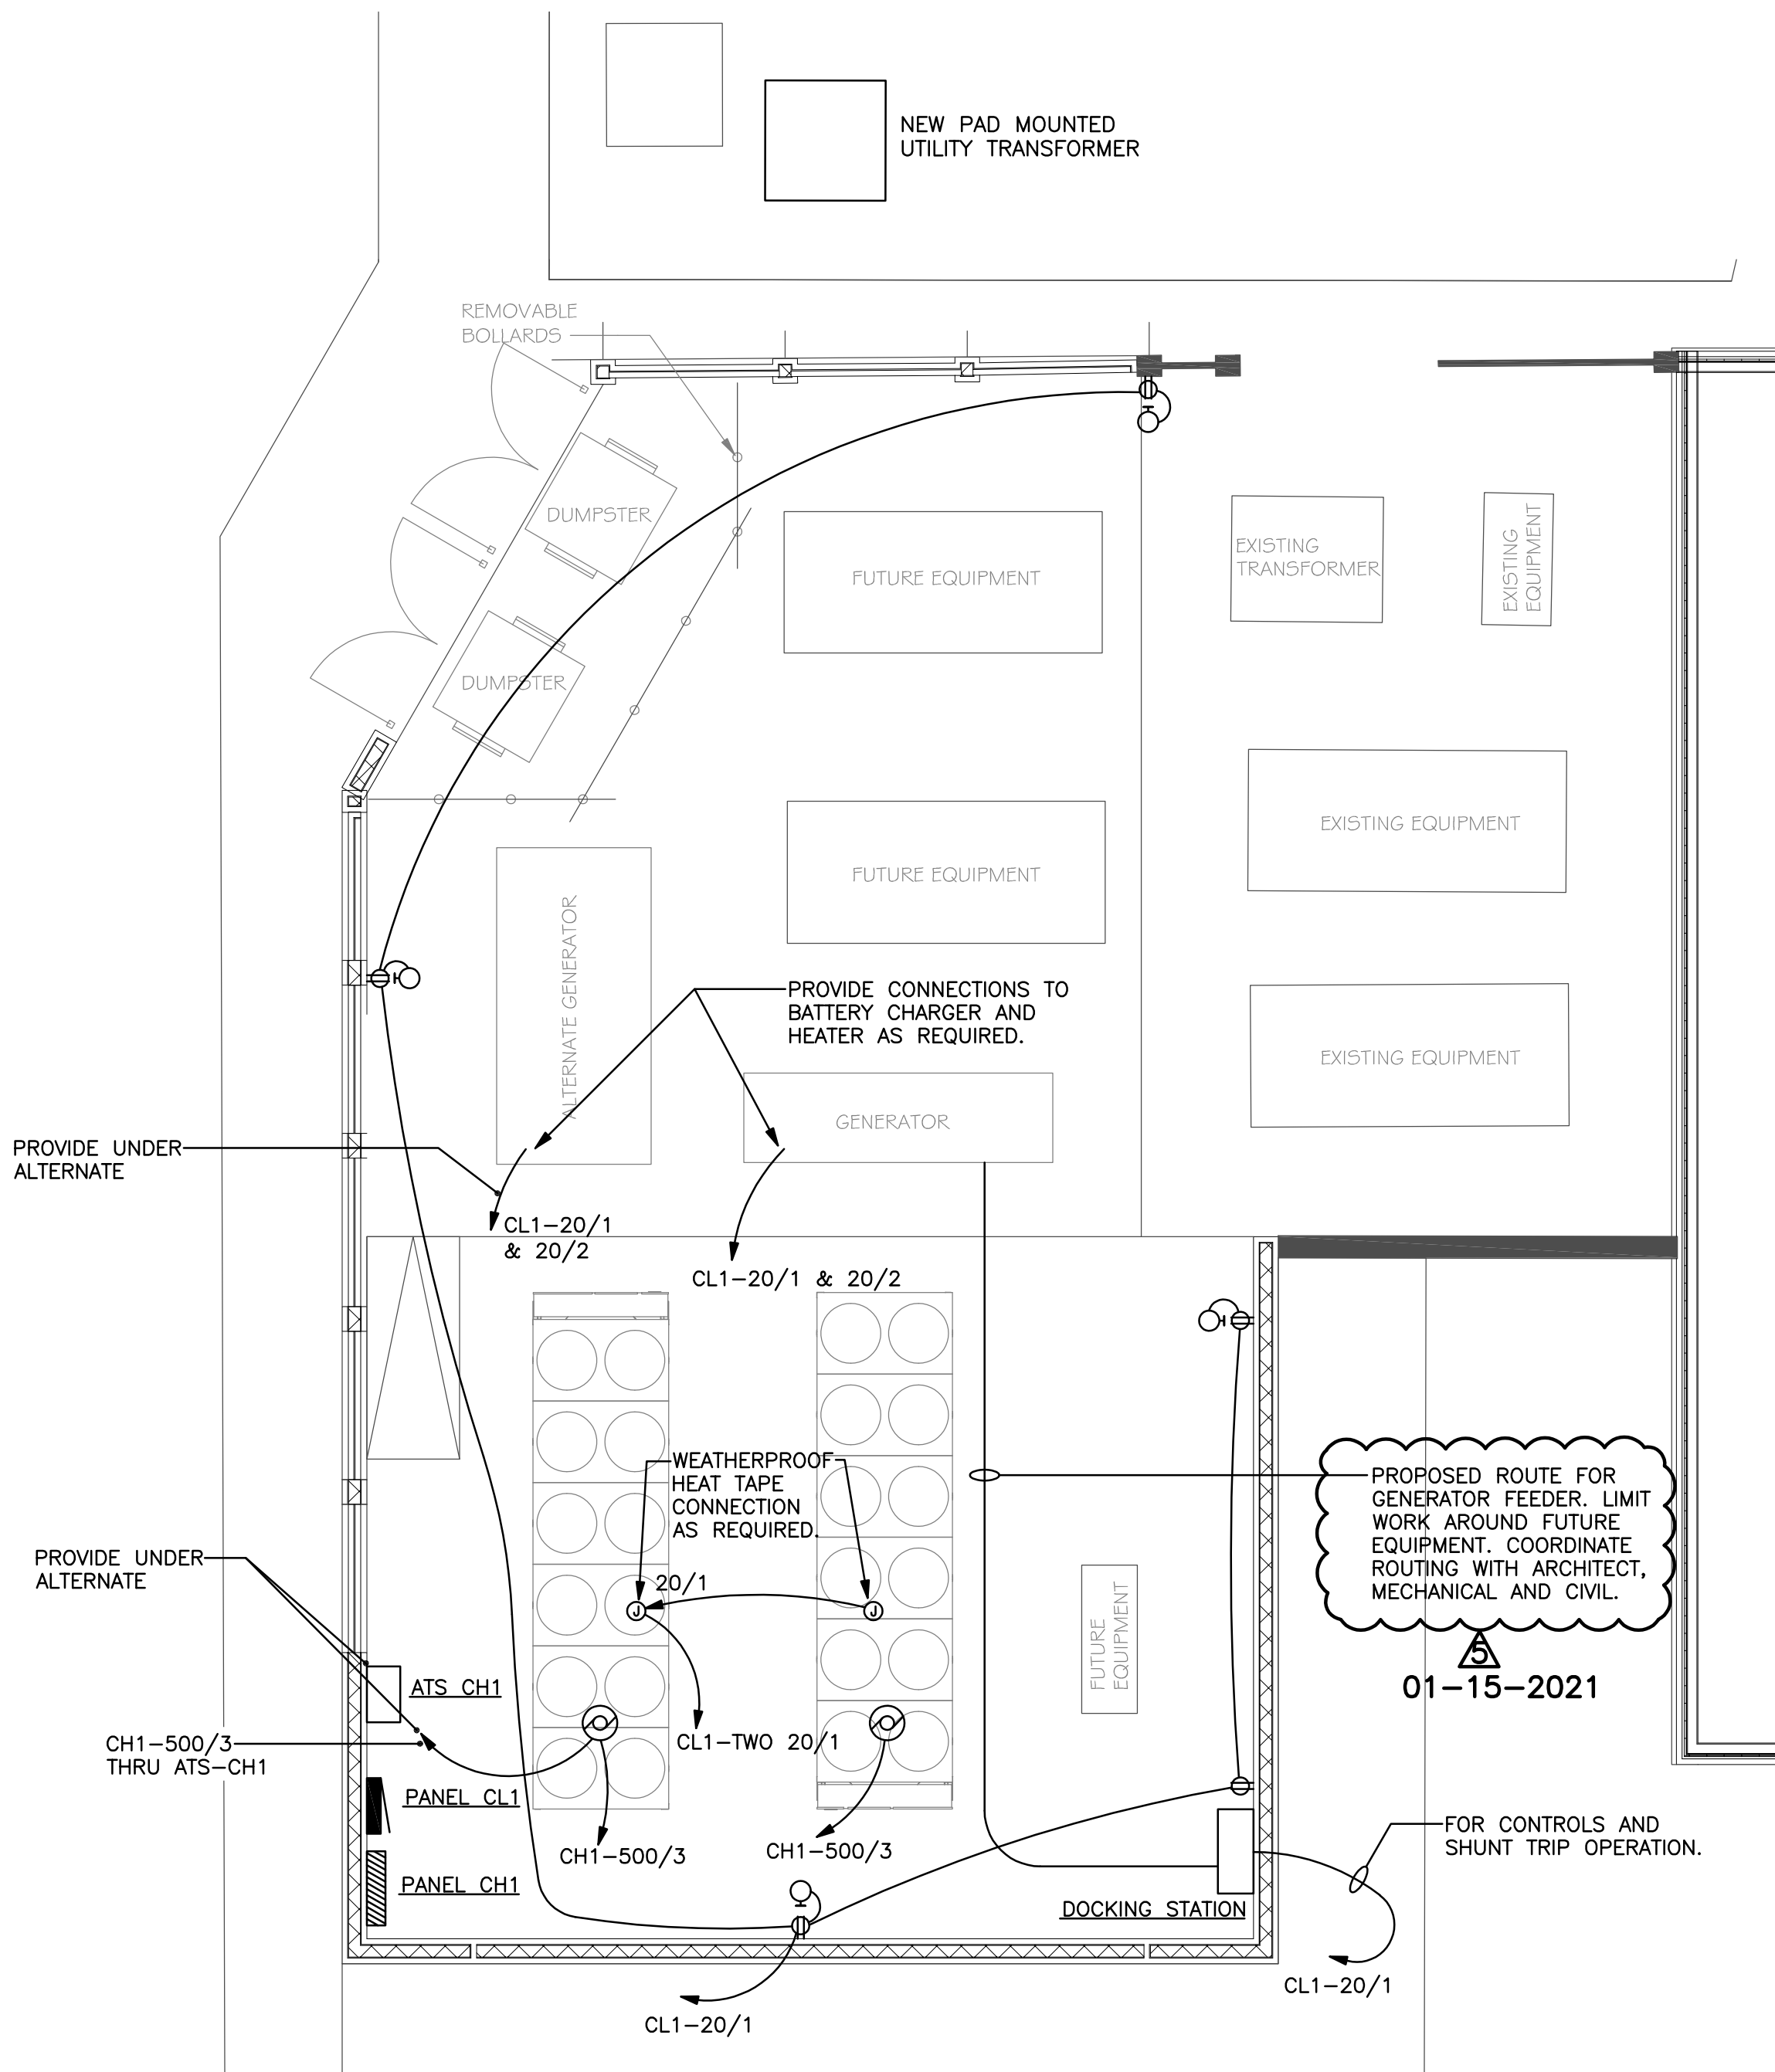 NEW PAD MOUNTED
UTILITY TRANSFORMER
REMOVABLE
BOLLARDS
DUMPSTER
FUTURE EQUIPMENT
EXISTING
TRANSFORMER
EXISTING
EQUIPMENT
DUMPSTER
EXISTING EQUIPMENT
FUTURE EQUIPMENT
ALTERNATE GENERATOR
PROVIDE CONNECTIONS TO
BATTERY CHARGER AND
HEATER AS REQUIRED.
EXISTING EQUIPMENT
GENERATOR
PROVIDE UNDER
ALTERNATE
CL1-20/1
& 20/2
CL1-20/1 & 20/2
WEATHERPROOF
HEAT TAPE
CONNECTION
AS REQUIRED.
PROPOSED ROUTE FOR
GENERATOR FEEDER. LIMIT
WORK AROUND FUTURE
EQUIPMENT. COORDINATE
ROUTING WITH ARCHITECT,
MECHANICAL AND CIVIL.
5
01-15-2021
PROVIDE UNDER
ALTERNATE
20/1
J
J
FUTURE
EQUIPMENT
ATS CH1
CH1-500/3
THRU ATS-CH1
CL1-TWO 20/1
PANEL CL1
CH1-500/3
CH1-500/3
FOR CONTROLS AND
SHUNT TRIP OPERATION.
PANEL CH1
DOCKING STATION
CL1-20/1
CL1-20/1